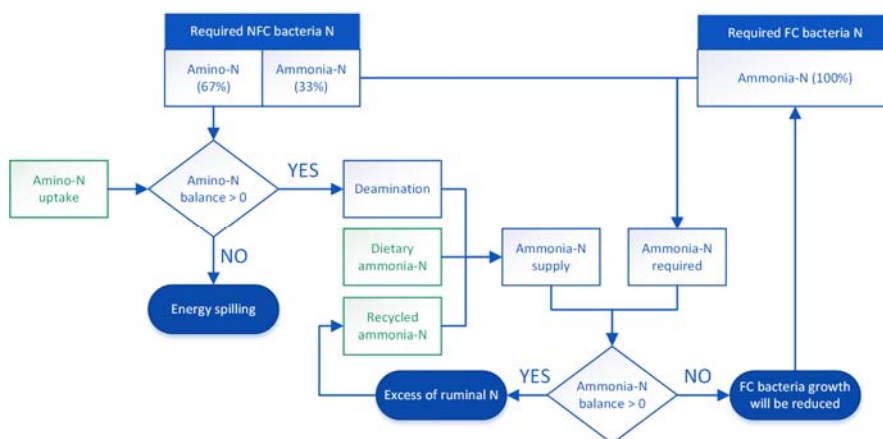 Required NFC bacteria N
Required FC bacteria N
Amino-N
(67%)
Ammonia-N
(33%)
Ammonia-N (100%)
Amino-N
uptake
Amino-N
balance > 0
YES
Deamination
NO
Dietary
ammonia-N
Ammonia-N
supply
Ammonia-N
required
Energy spilling
Recycled
ammonia-N
Excess of ruminal N
YES
Ammonia-N
balance > 0
NO
FC bacteria growth
will be reduced